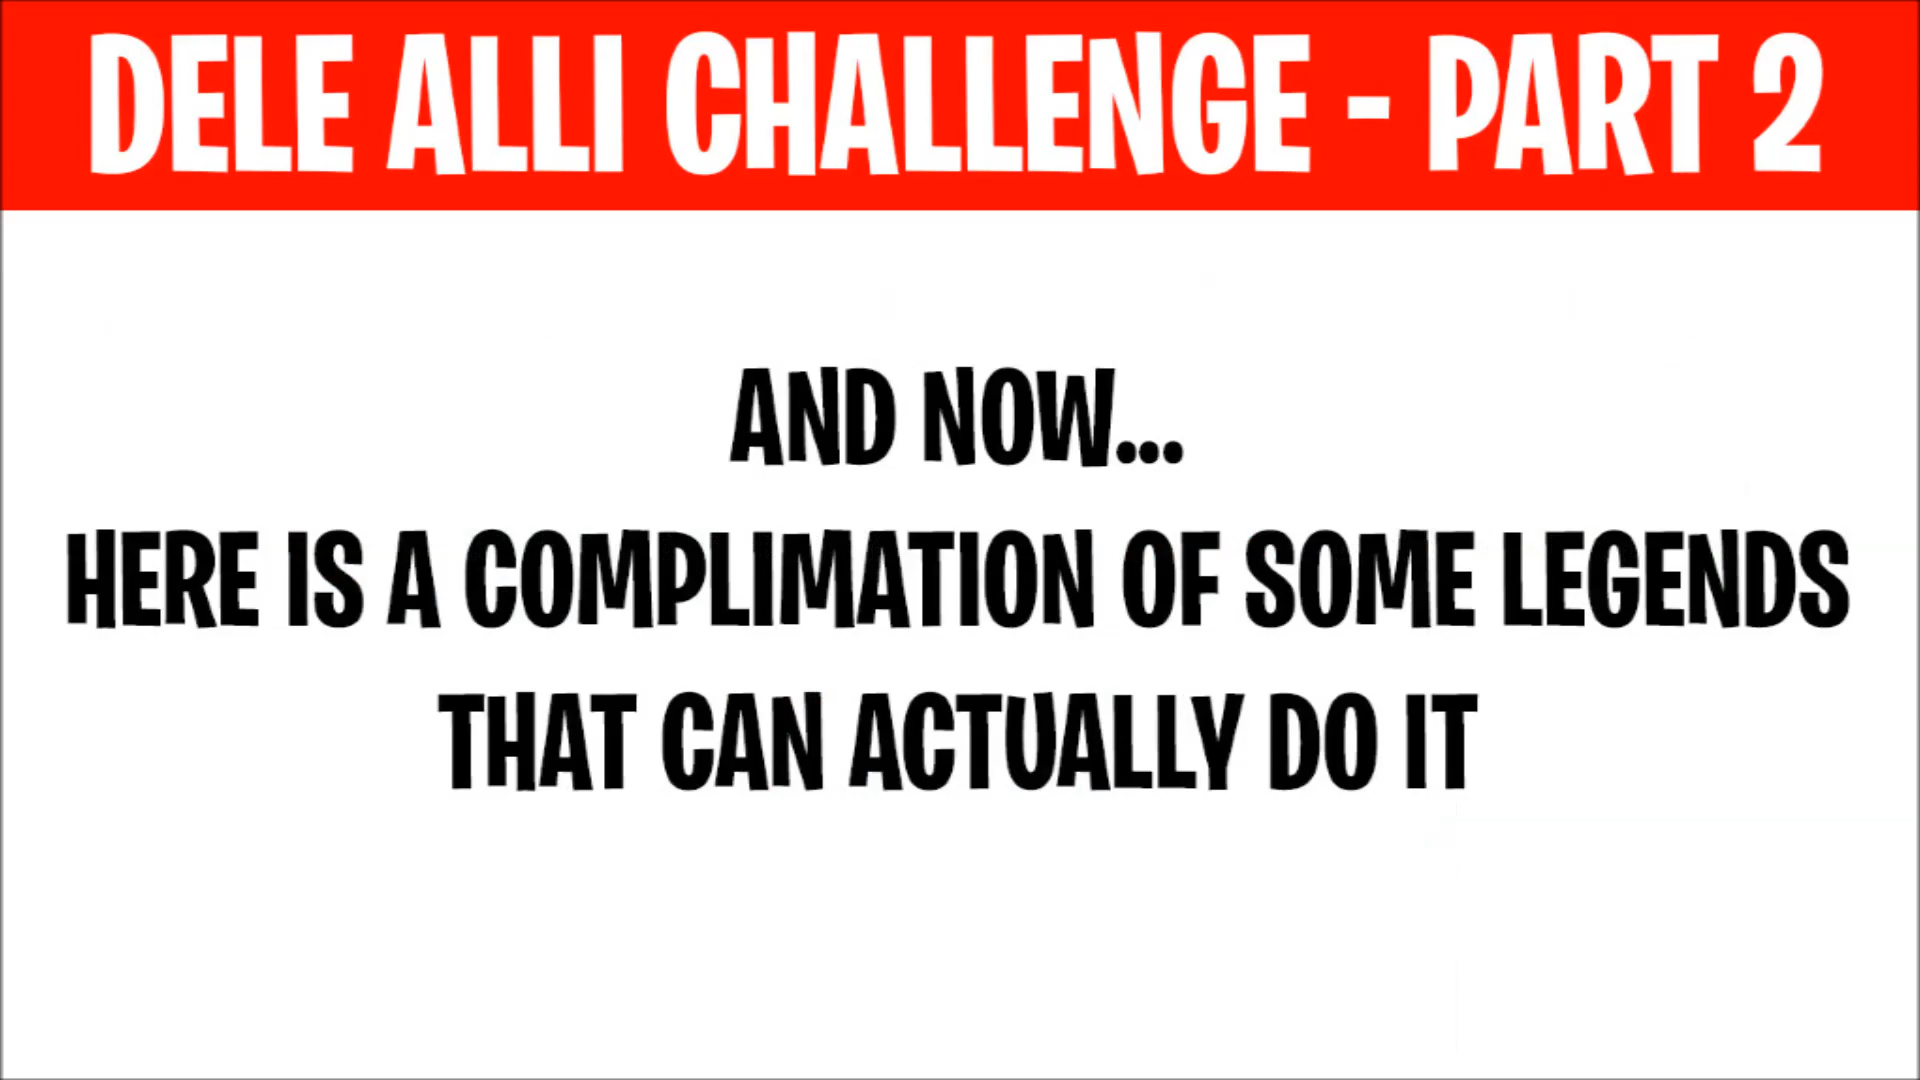 DELE ALLI CHALLENGE - PART 2
AND NOW...
HERE IS A COMPLIMATION OF SOME LEGENDS
THAT CAN ACTUALLY DO IT